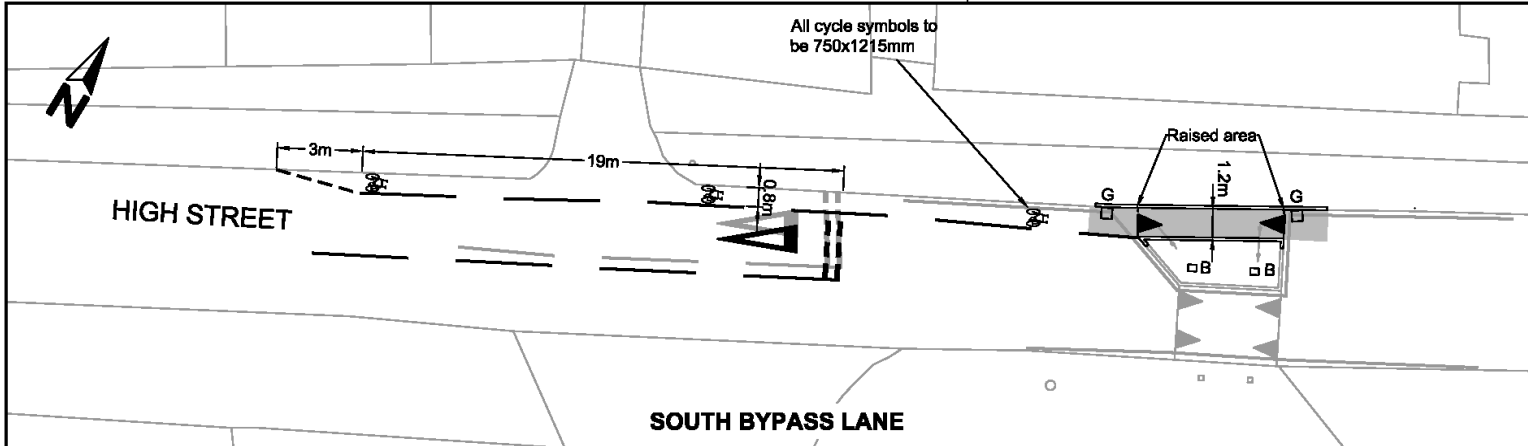 All cycle symbols to
be 750x1215mm
N
Raised area
3m
19m
1.2m
0.8m
G
G
HIGH STREET
B
B
SOUTH BYPASS LANE